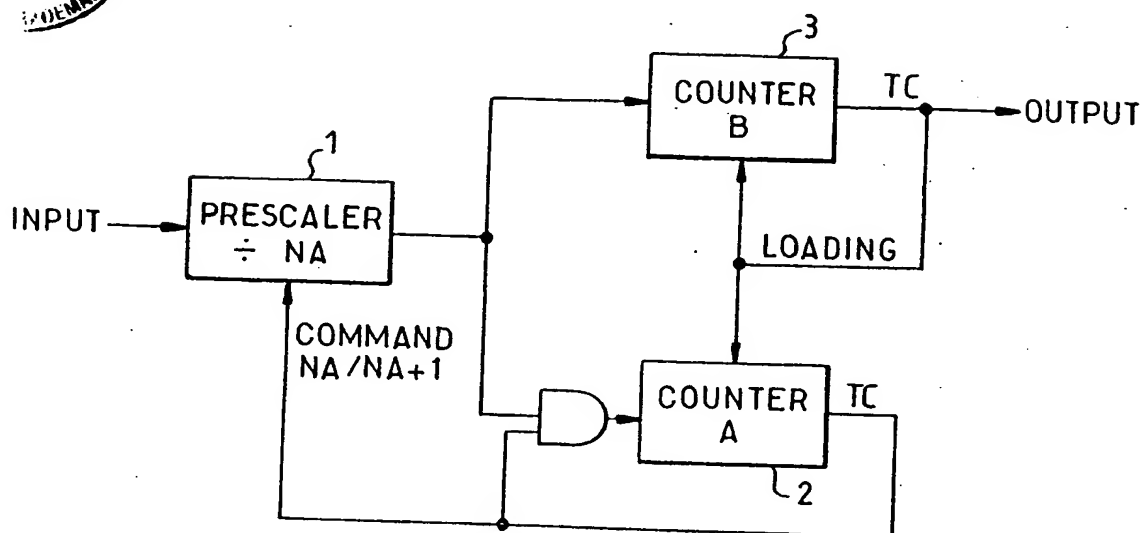 3
COUNTER
B
TC
OUTPUT
1
INPUT
PRESCALER
÷ NA
LOADING
COMMAND
NA/NA+1
COUNTER
A
TC
2